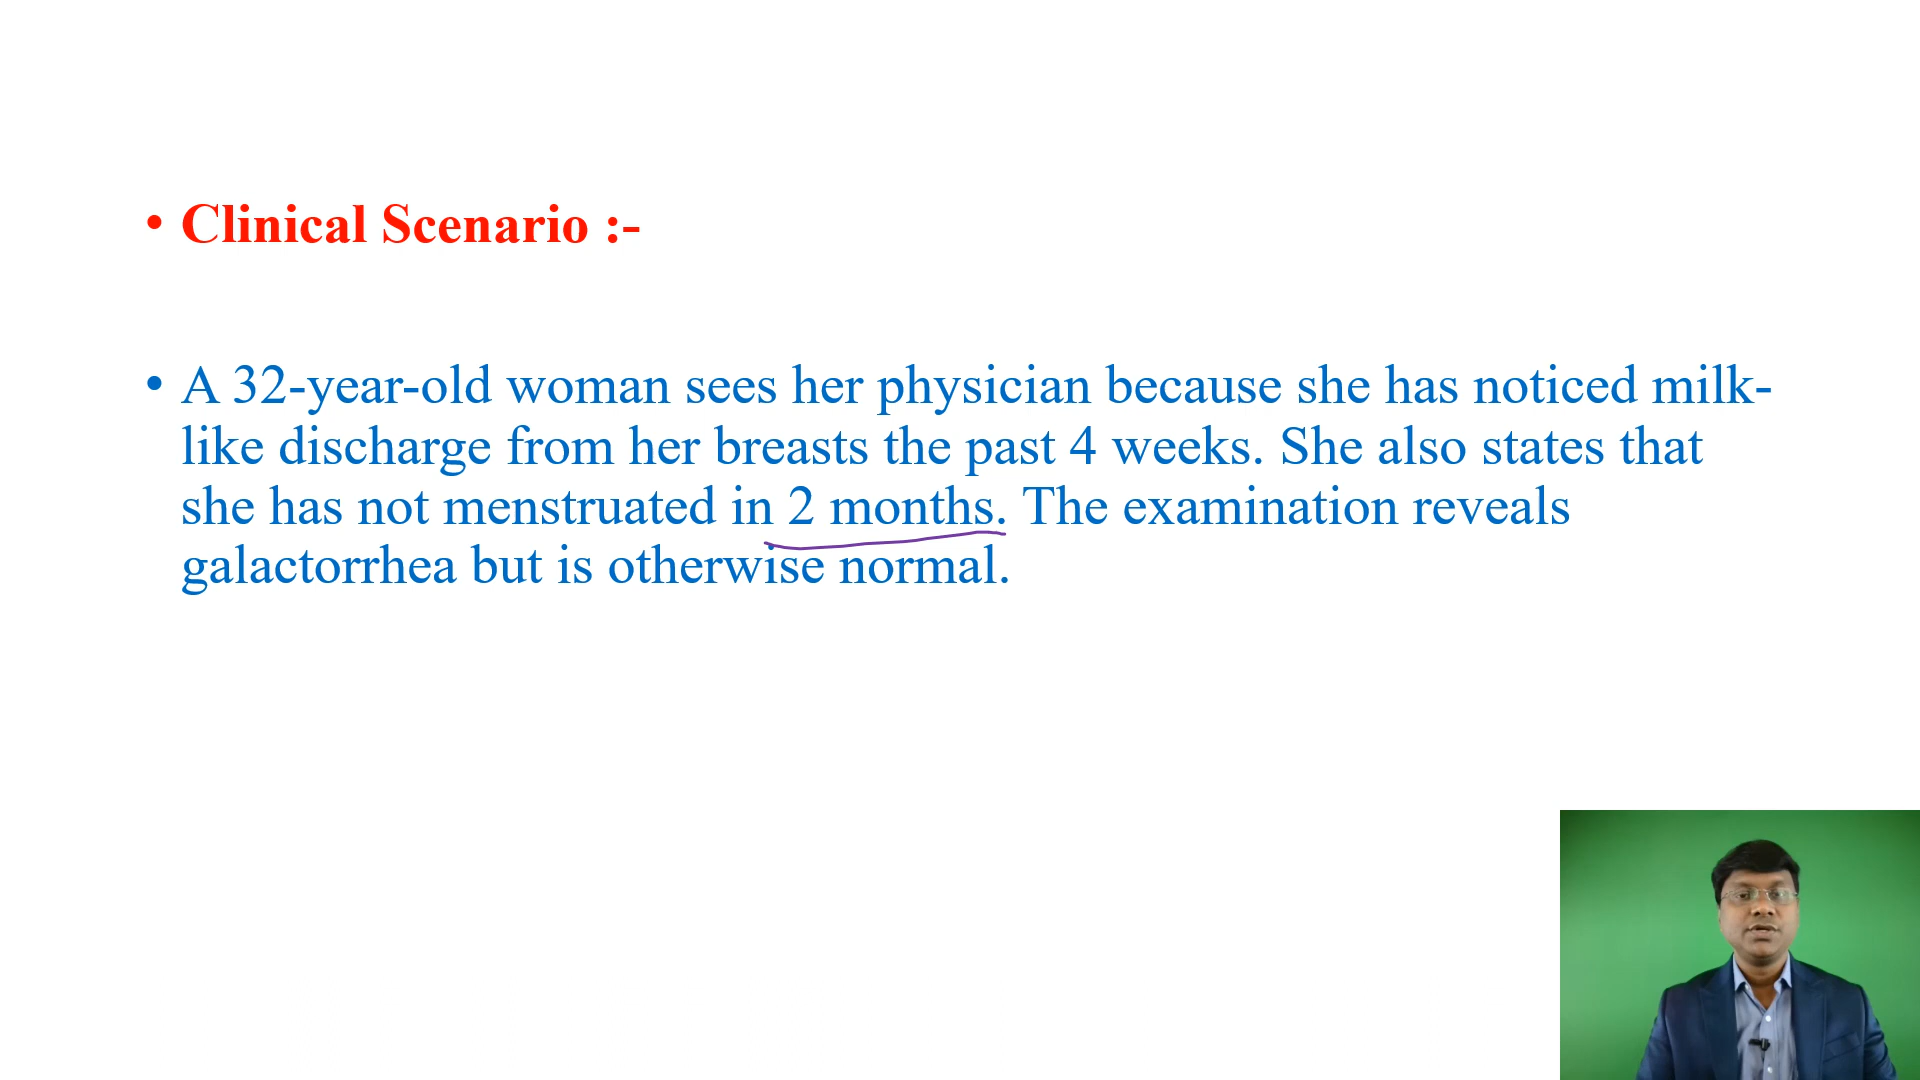 • Clinical Scenario :-
• A 32-year-old woman sees her physician because she has noticed milk-
like discharge from her breasts the past 4 weeks. She also states that
she has not menstruated in 2 months. The examination reveals
galactorrhea but is otherwise normal.